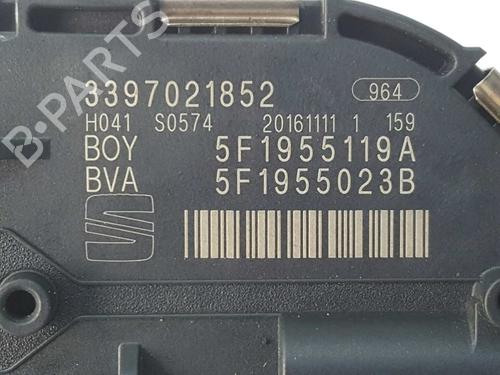 B-PARTS
3397021852 964
H041 S0574 20161111 1 159
BOY 5F1955119A
BVA 5F1955023B